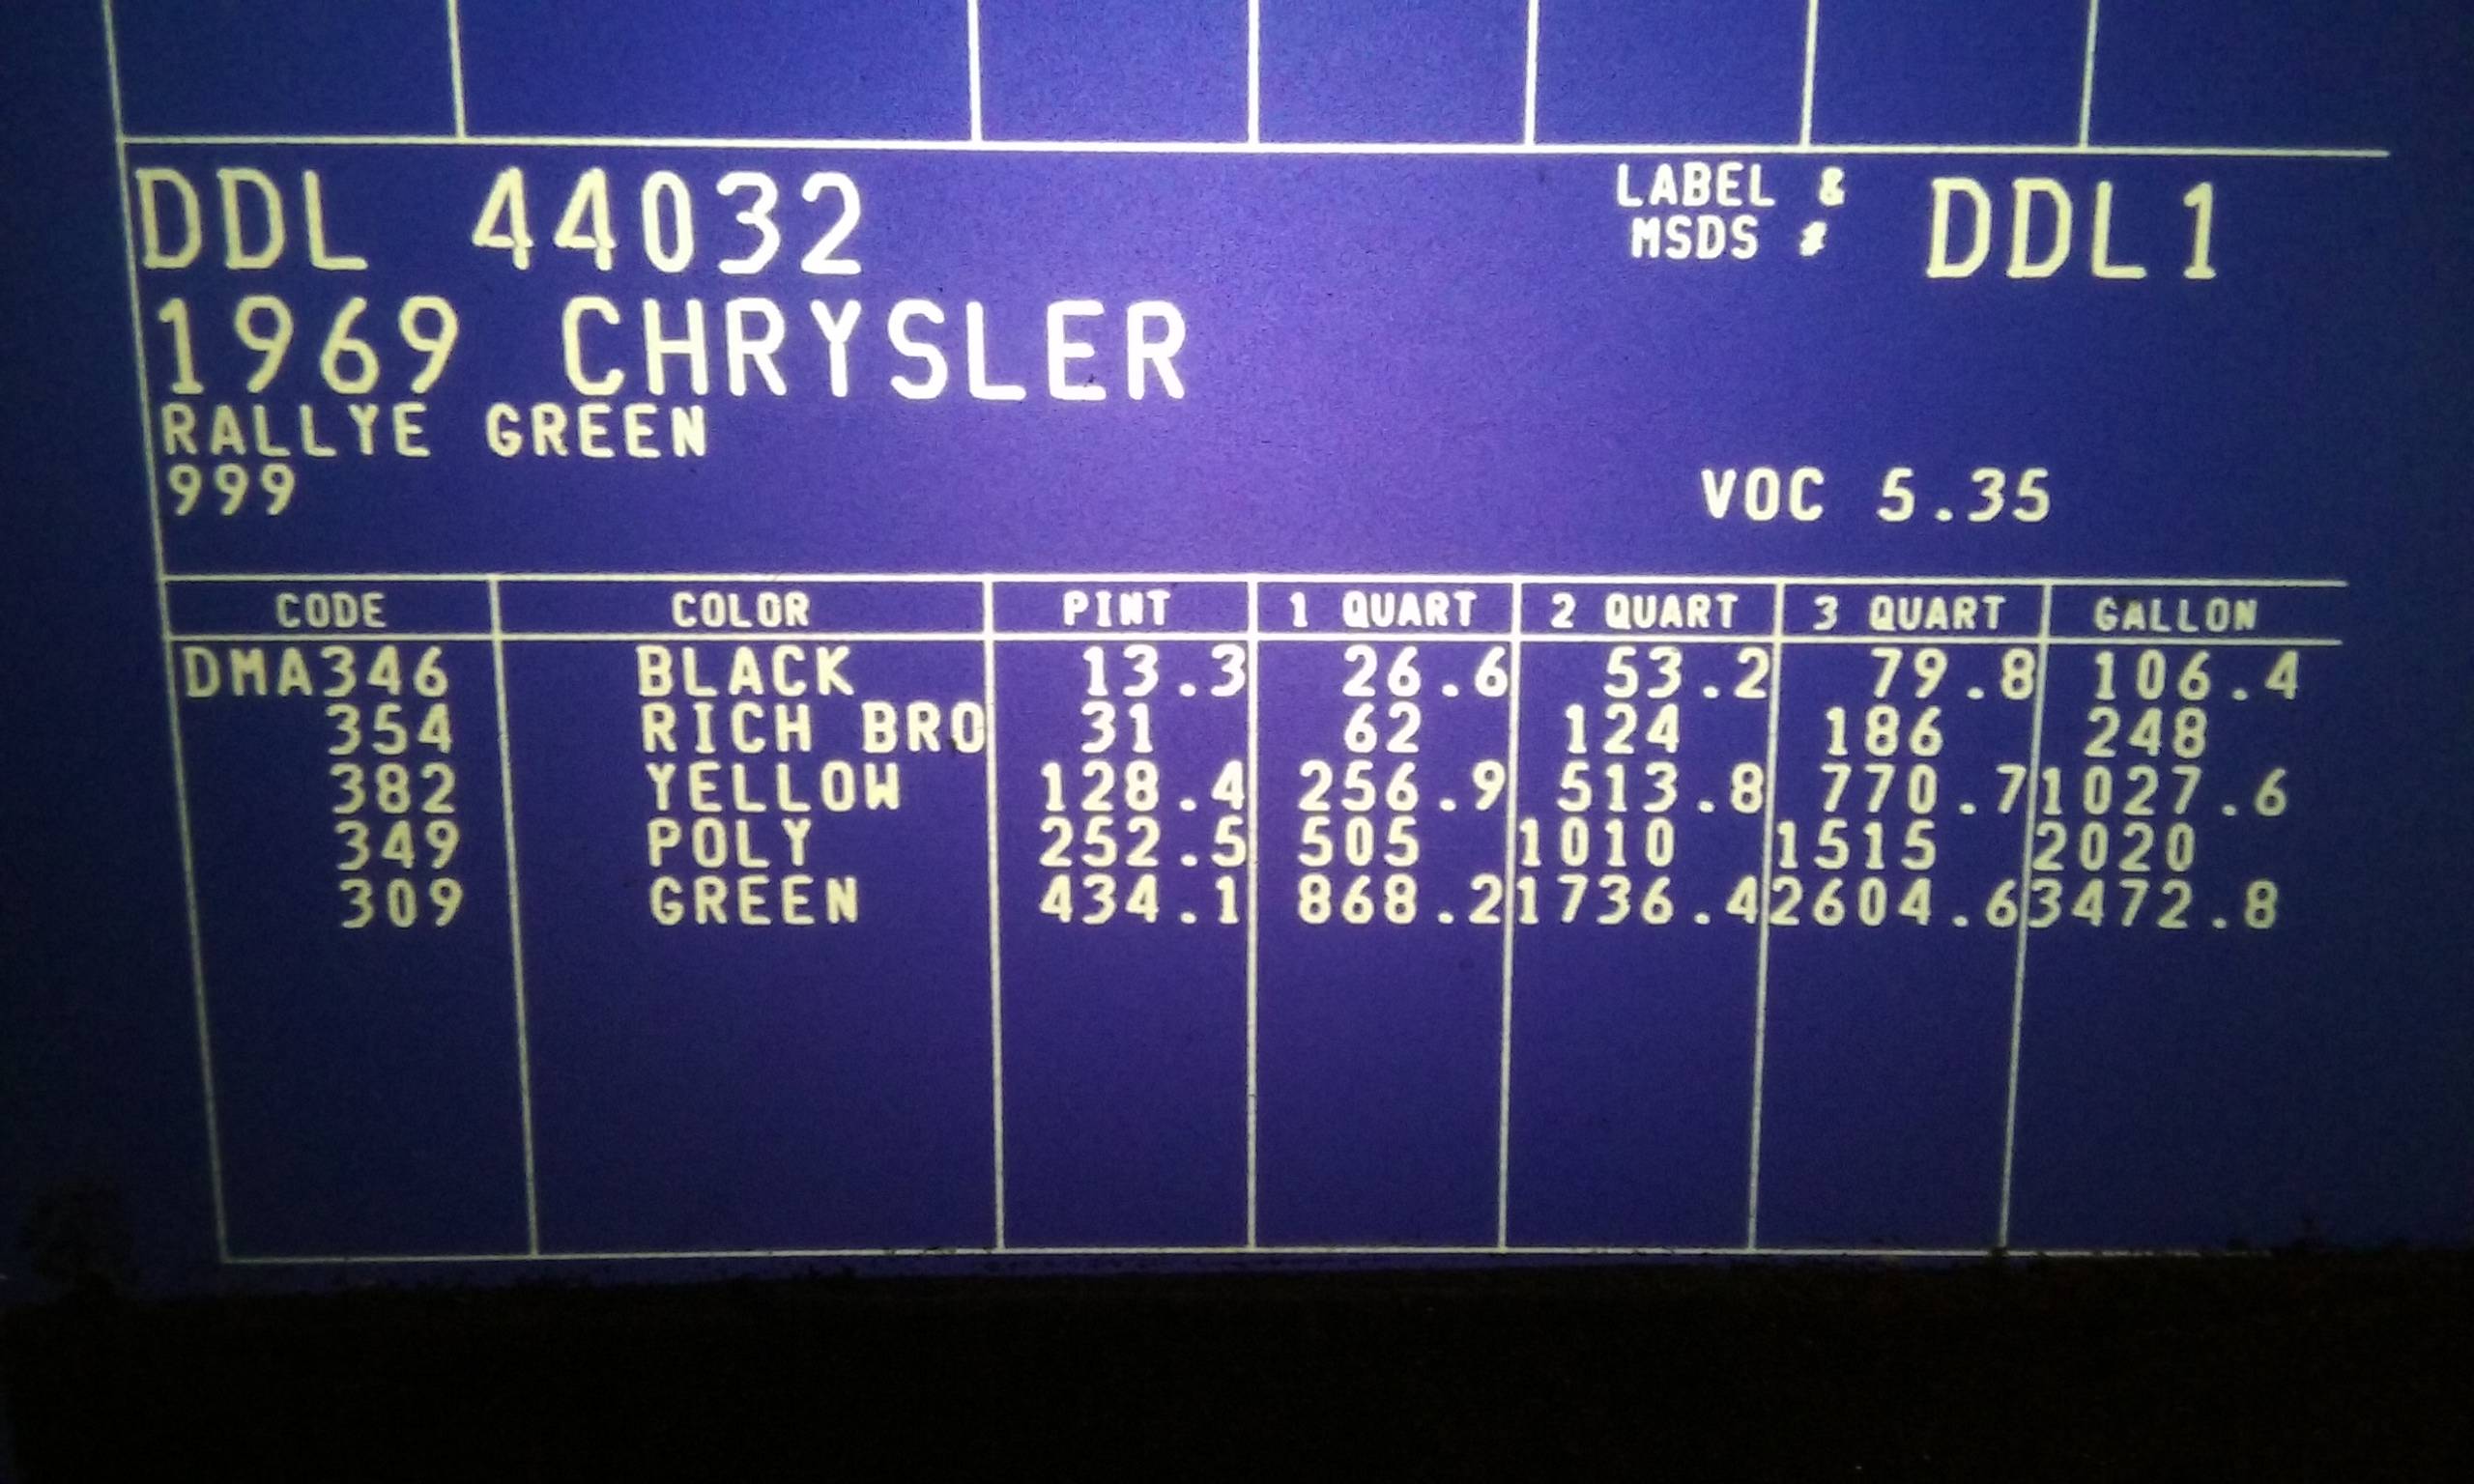 DDL 44032 LABEL & MSDS # DDL1
1969 CHRYSLER
RALLYE GREEN
999 VOC 5.35
CODE COLOR PINT 1 QUART 2 QUART 3 QUART GALLON
DMA346 BLACK 13.3 26.6 53.2 79.8 106.4
354 RICH BRO 31 62 124 186 248
382 YELLOW 128.4 256.9 513.8 770.7 1027.6
349 POLY 252.5 505 1010 1515 2020
309 GREEN 434.1 868.2 1736.4 2604.6 3472.8